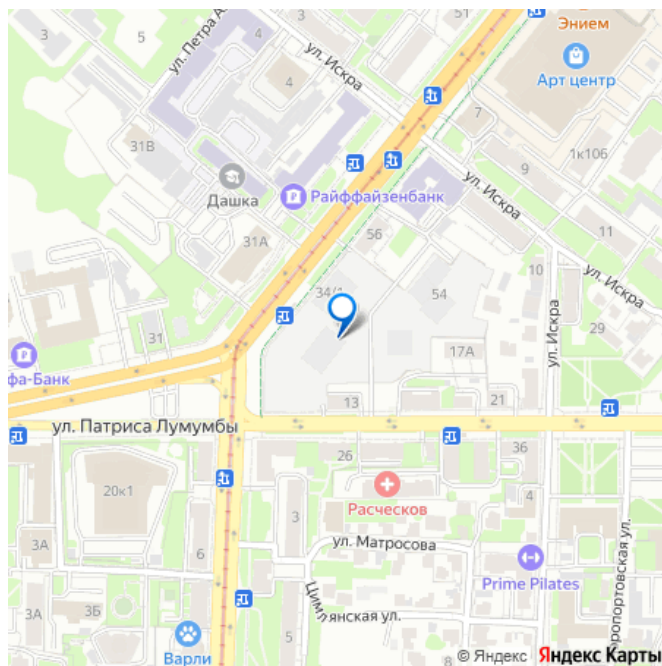 51
Энием
Арт центр
3
5
4
ул. Петра А
ул. Искра
4
7
31В
1к106
Дашка
Райффайзенбанк
9
ул. Искра
56
11
31А
10
ул. Искра
34/1
54
31
29
17А
ул. Искра
фа-Банк
13
21
ул. Патриса Лумумбы
26
36
20к1
Расческов
4
3
3А
ул. Матросова
6
Prime Pilates
3А
3Б
Цимлянская ул.
эропортовская ул.
5
Варли
© Яндекс Яндекс Карты